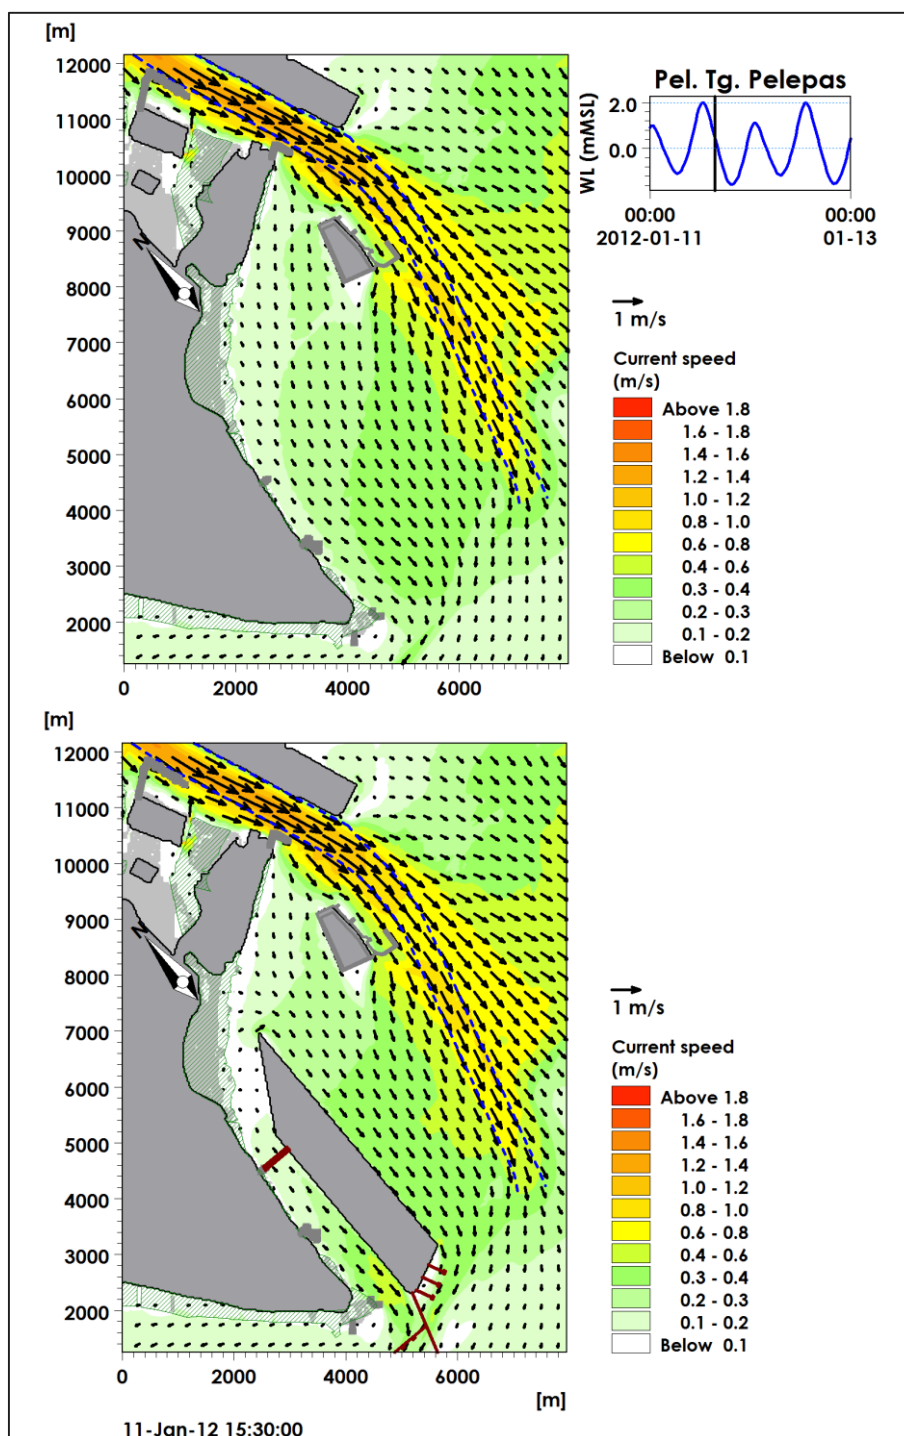 [m]
12000
11000
10000
9000
8000
7000
6000
5000
4000
3000
2000
0 2000 4000 6000
N
Pel. Tg. Pelepas
WL (mMSL)
2.0
0.0
00:00 00:00
2012-01-11 01-13
1 m/s
Current speed
(m/s)
Above 1.8
1.6 - 1.8
1.4 - 1.6
1.2 - 1.4
1.0 - 1.2
0.8 - 1.0
0.6 - 0.8
0.4 - 0.6
0.3 - 0.4
0.2 - 0.3
0.1 - 0.2
Below 0.1
[m]
12000
11000
10000
9000
8000
7000
6000
5000
4000
3000
2000
0 2000 4000 6000
[m]
N
1 m/s
Current speed
(m/s)
Above 1.8
1.6 - 1.8
1.4 - 1.6
1.2 - 1.4
1.0 - 1.2
0.8 - 1.0
0.6 - 0.8
0.4 - 0.6
0.3 - 0.4
0.2 - 0.3
0.1 - 0.2
Below 0.1
11-Jan-12 15:30:00